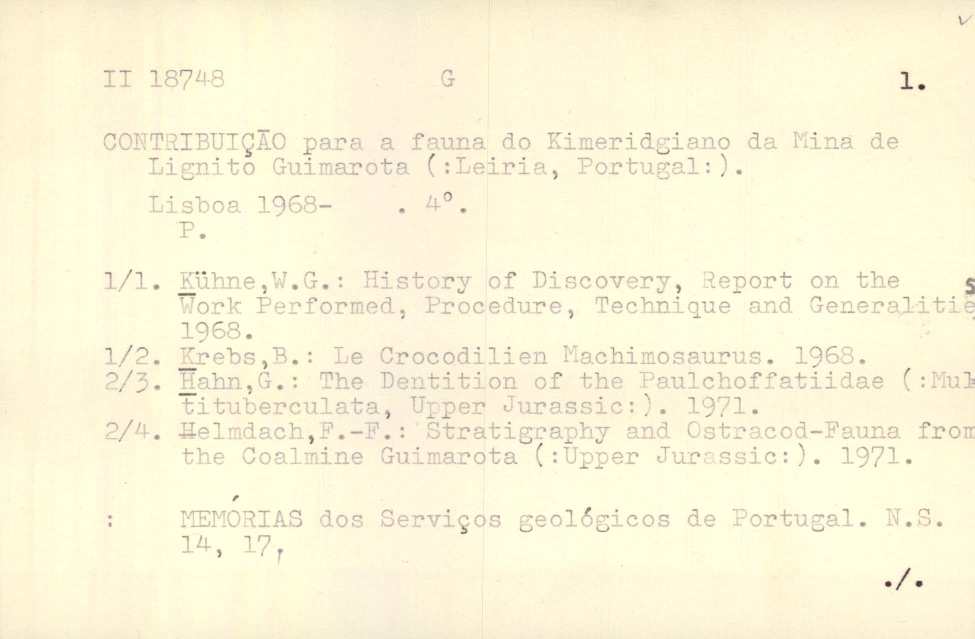 II 18748 G 1.
CONTRIBUIÇÃO para a fauna do Kimeridgiano da Mina de
Lignito Guimarota (:Leiria, Portugal:).
Lisboa 1968- . 4°.
P.
1/1. Kühne,W.G.: History of Discovery, Report on the
Work Performed, Procedure, Technique and Generalities
1968.
1/2. Krebs,B.: Le Crocodilien Machimosaurus. 1968.
2/3. Hahn,G.: The Dentition of the Paulchoffatiidae (:Mul
tituberculata, Upper Jurassic:). 1971.
2/4. Helmdach,F.-F.: Stratigraphy and Ostracod-Fauna from
the Coalmine Guimarota (:Upper Jurassic:). 1971.
: MEMÓRIAS dos Serviços geológicos de Portugal. N.S.
14, 17,
./.